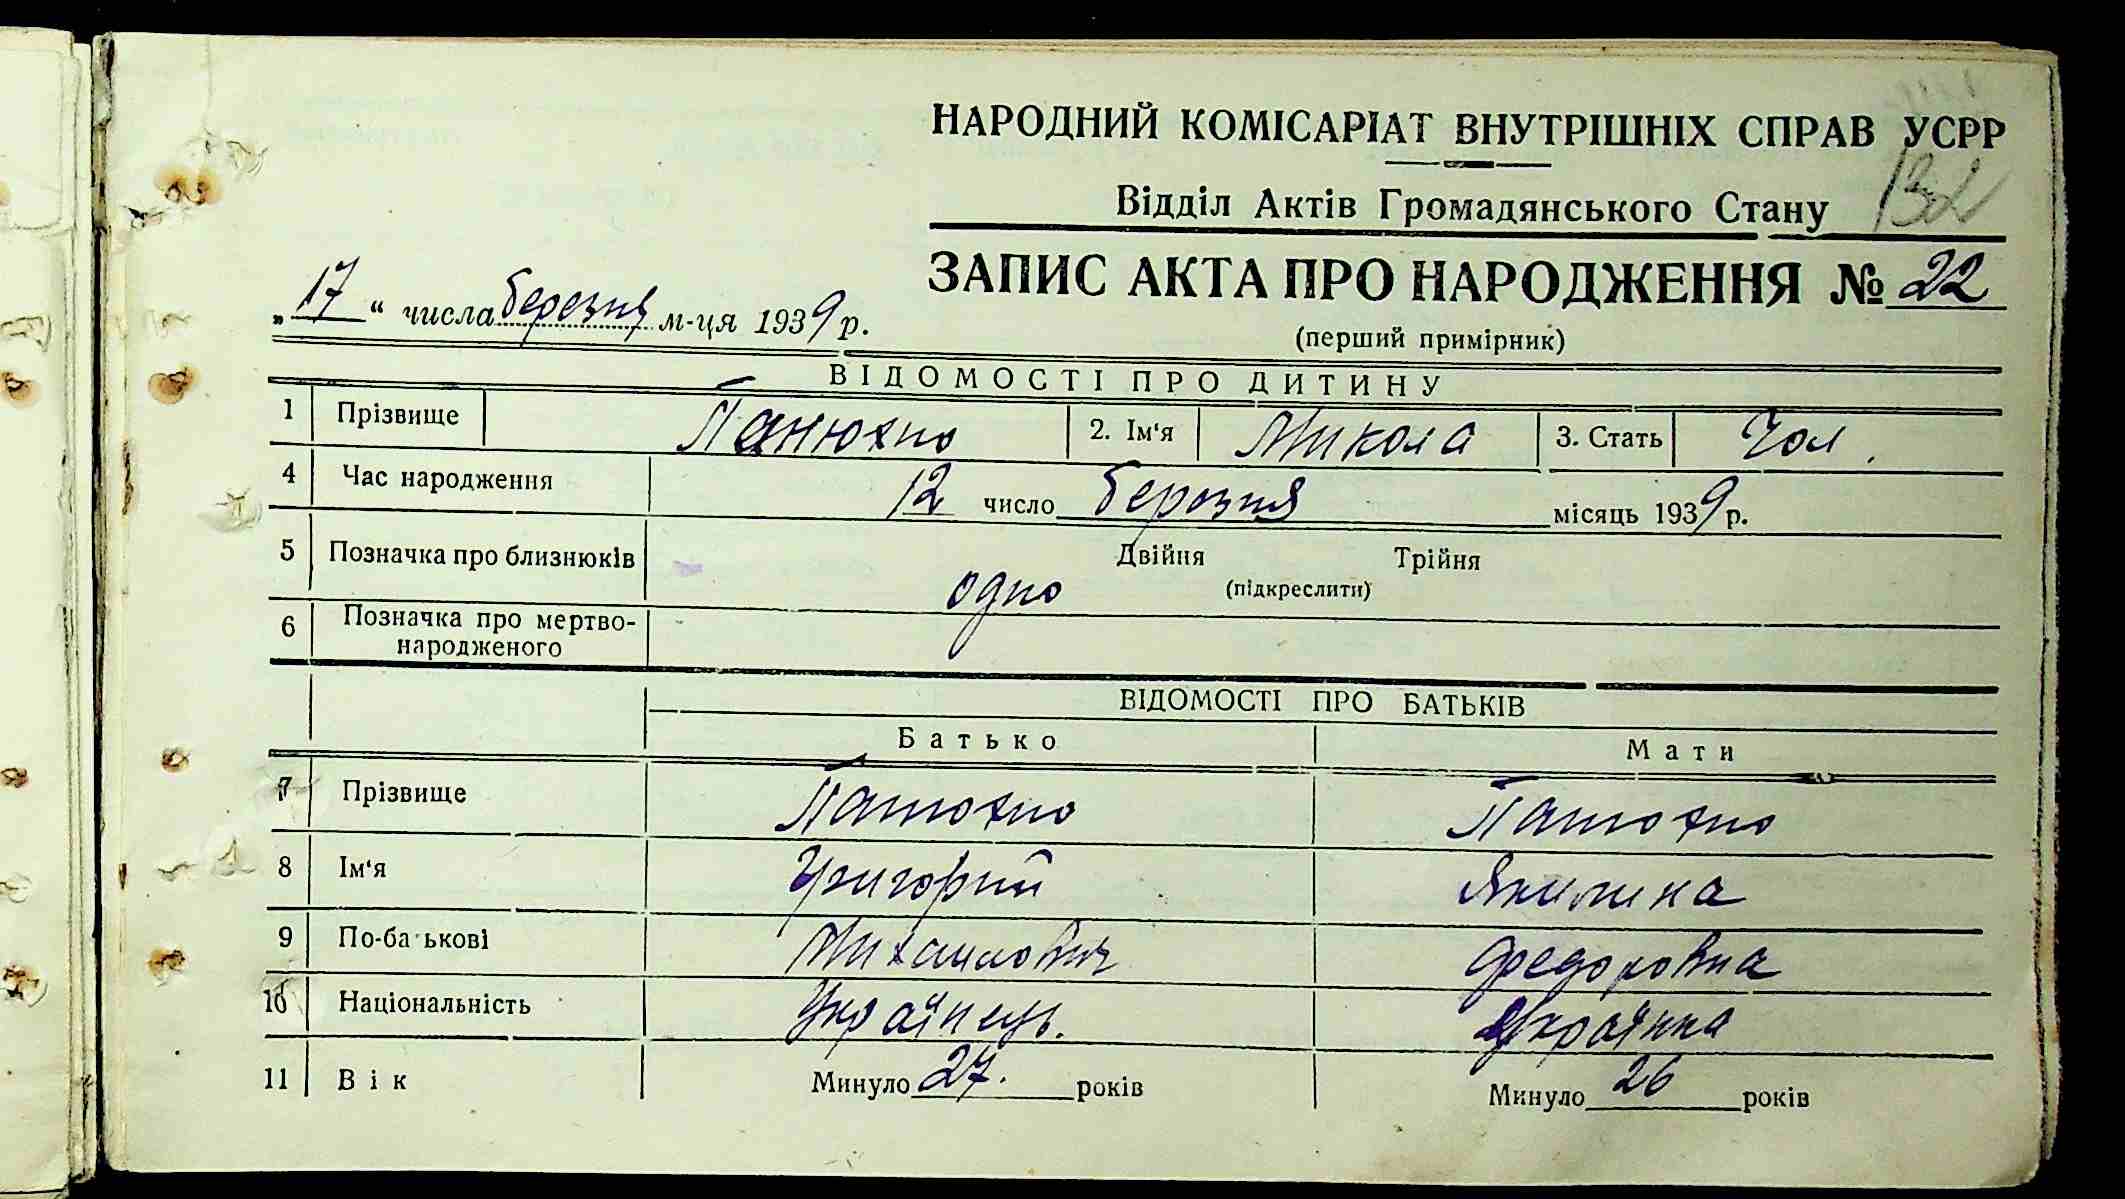 132
НАРОДНИЙ КОМІСАРІАТ ВНУТРІШНІХ СПРАВ УСРР
Відділ Актів Громадянського Стану
ЗАПИС АКТА ПРО НАРОДЖЕННЯ № 22
(перший примірник)
„17“ числа березня м-ця 1939 р.
ВІДОМОСТІ ПРО ДИТИНУ
1 Прізвище Панюхно 2. Ім‘я Микола 3. Стать Чол.
4 Час народження 12 число березня місяць 1939 р.
5 Позначка про близнюків одно Двійня Трійня
(підкреслити)
6 Позначка про мертво-
народженого
ВІДОМОСТІ ПРО БАТЬКІВ
Батько Мати
7 Прізвище Панюхно Панюхно
8 Ім‘я Григорий Якилина
9 По-батькові Михайлович Федоровна
10 Національність Українець. Українка
11 Вік Минуло 27. років Минуло 26 років